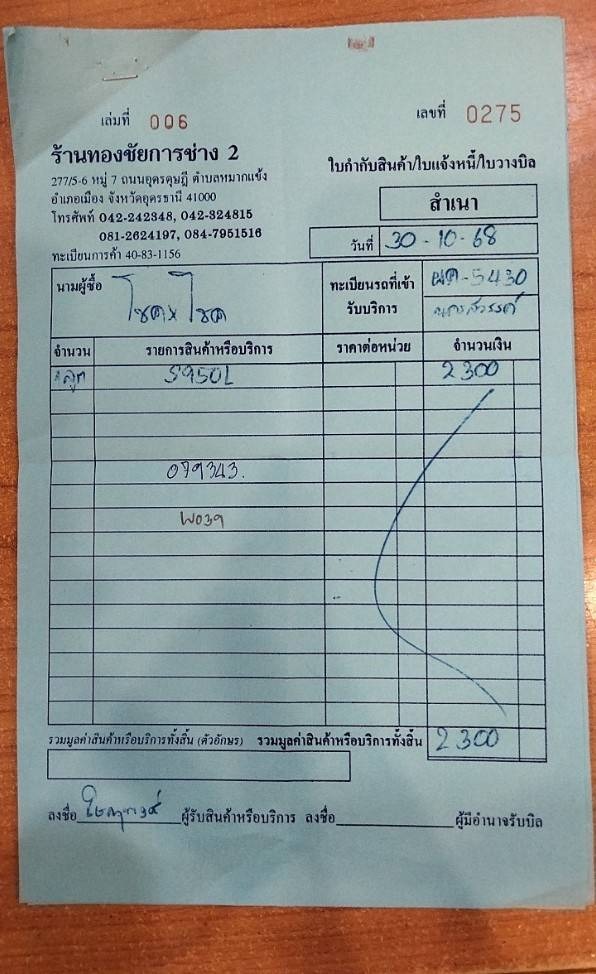 เล่มที่ 006
เลขที่ 0275
ร้านทองชัยการช่าง 2
277/5-6 หมู่ 7 ถนนอุดรดุษฎี ตำบลหมากแข้ง
อำเภอเมือง จังหวัดอุดรธานี 41000
โทรศัพท์ 042-242348, 042-324815
081-2624197, 084-7951516
ทะเบียนการค้า 40-83-1156
ใบกำกับสินค้า/ใบแจ้งหนี้/ใบวางบิล
สำเนา
วันที่ 30-10-68
นามผู้ซื้อ โชคxโชค
ทะเบียนรถที่เข้ารับบริการ 5430
นครสวรรค์
จำนวน รายการสินค้าหรือบริการ ราคาต่อหน่วย จำนวนเงิน
1ลูก S950L 2300
079343.
รวมมูลค่าสินค้าหรือบริการทั้งสิ้น (ตัวอักษร) รวมมูลค่าสินค้าหรือบริการทั้งสิ้น 2300
ลงชื่อ ผู้รับสินค้าหรือบริการ ลงชื่อ ผู้มีอำนาจรับบิล